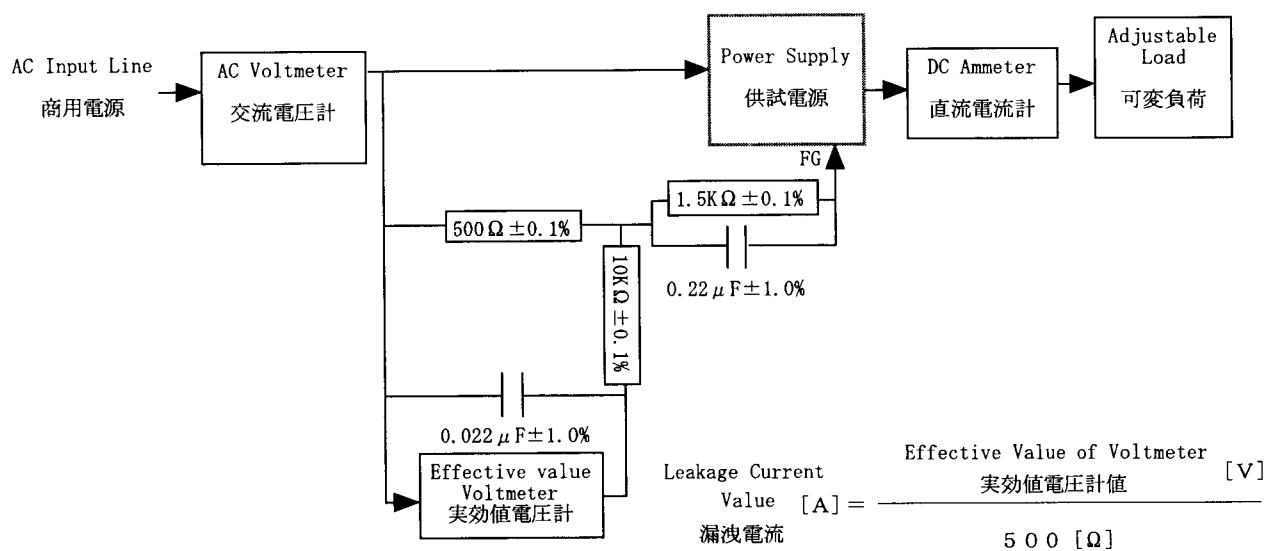 AC Input Line
商用電源
AC Voltmeter
交流電圧計
Power Supply
供試電源
DC Ammeter
直流電流計
Adjustable
Load
可変負荷
FG
1.5KΩ±0.1%
500Ω±0.1%
0.22μF±1.0%
10KΩ±0.1%
0.022μF±1.0%
Effective value
Voltmeter
実効値電圧計
Leakage Current
Value [A]=
漏洩電流
Effective Value of Voltmeter
実効値電圧計値 [V]
500 [Ω]